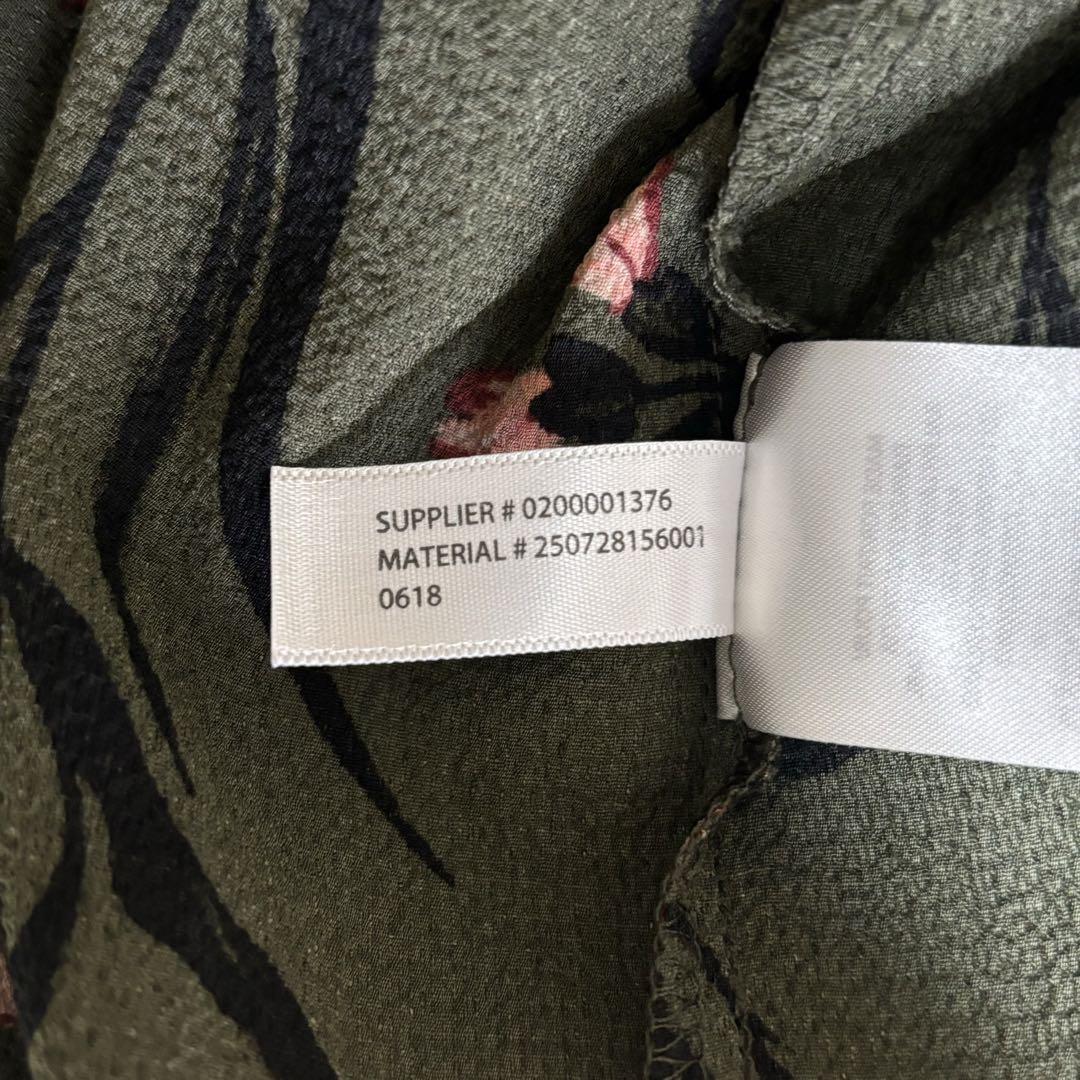 SUPPLIER # 0200001376
MATERIAL # 250728156001
0618